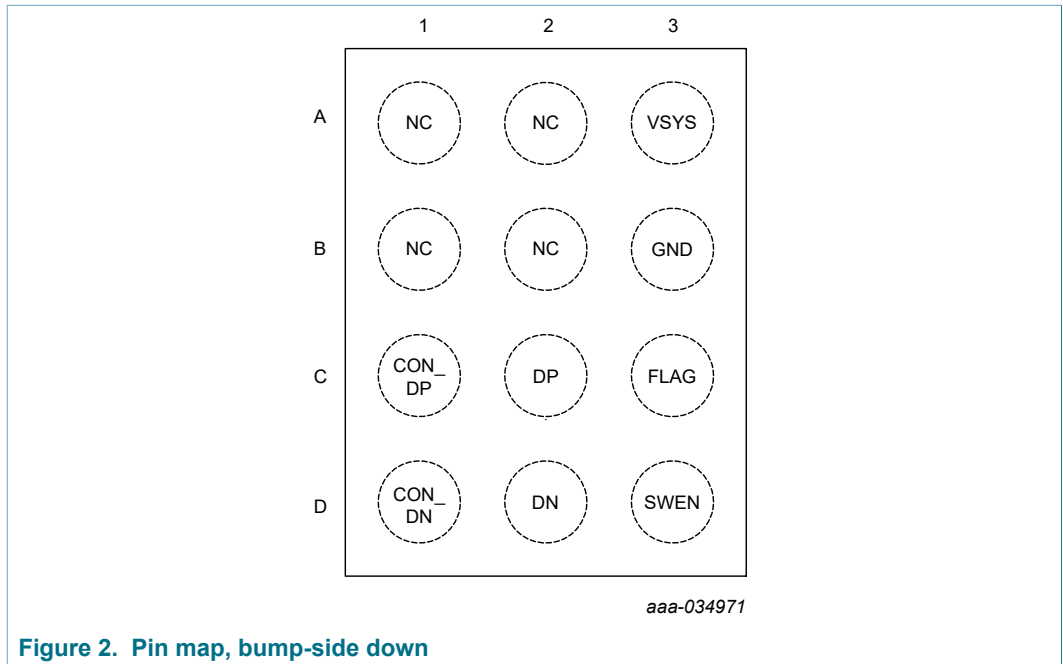 1 2 3
A NC NC VSYS
B NC NC GND
C CON_
DP DP FLAG
D CON_
DN DN SWEN
aaa-034971
Figure 2. Pin map, bump-side down